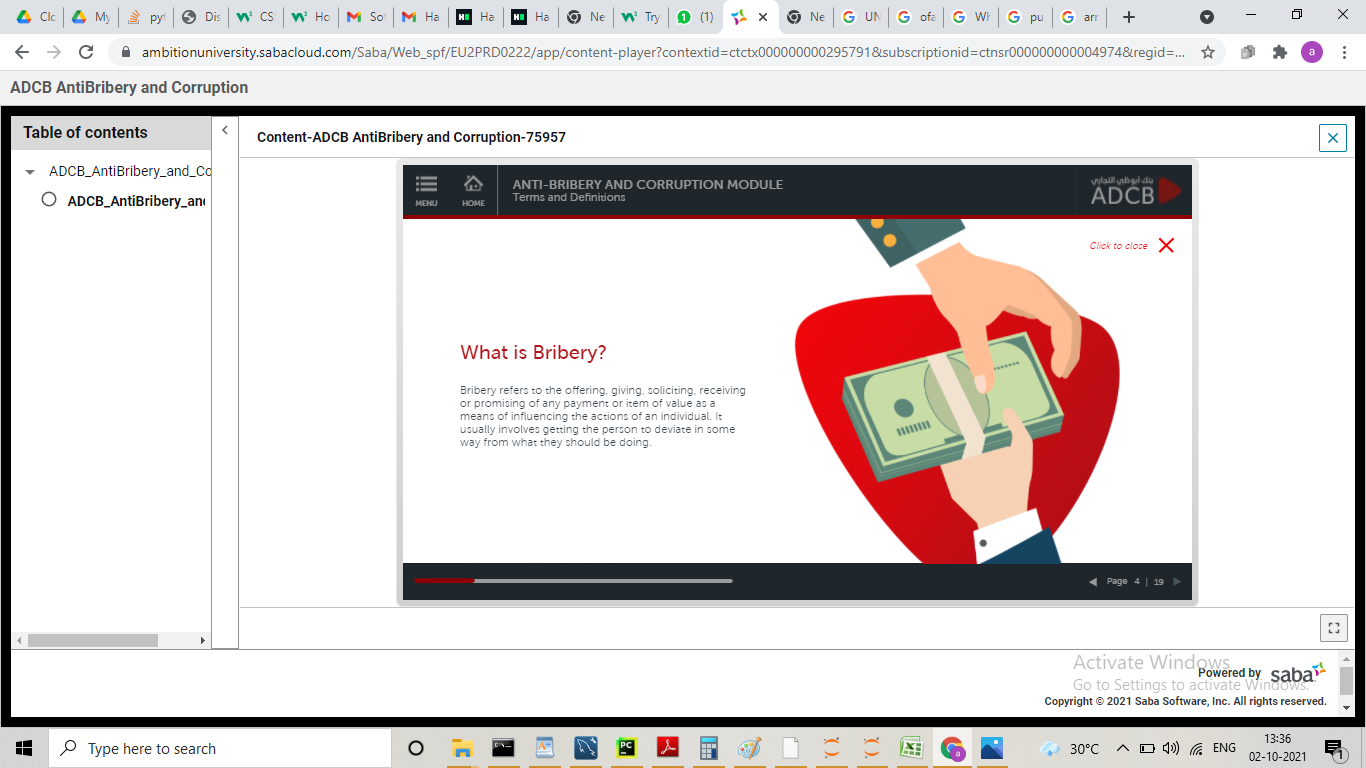 Clc
My
pyt
Dis
CS
Ho
Sof
Ha
Ha
Ha
Ne
Try
(1)
Ne
UN
ofa
Wh
pu
arr
ambitionuniversity.sabacloud.com/Saba/Web_spf/EU2PRD0222/app/content-player?contextid=ctctx000000000295791&subscriptionid=ctnsr000000000004974&regid=...
a
ADCB AntiBribery and Corruption
Table of contents
ADCB_AntiBribery_and_Co
ADCB_AntiBribery_and
Content-ADCB AntiBribery and Corruption-75957
MENU
HOME
ANTI-BRIBERY AND CORRUPTION MODULE
Terms and Definitions
بنك أبوظبي التجاري
ADCB
Click to close
What is Bribery?
Bribery refers to the offering, giving, soliciting, receiving
or promising of any payment or item of value as a
means of influencing the actions of an individual. It
usually involves getting the person to deviate in some
way from what they should be doing.
Page 4 | 19
Activate Windows
Go to Settings to activate Windows.
Powered by saba
Copyright © 2021 Saba Software, Inc. All rights reserved.
Type here to search
30°C
ENG
13:36
02-10-2021
1